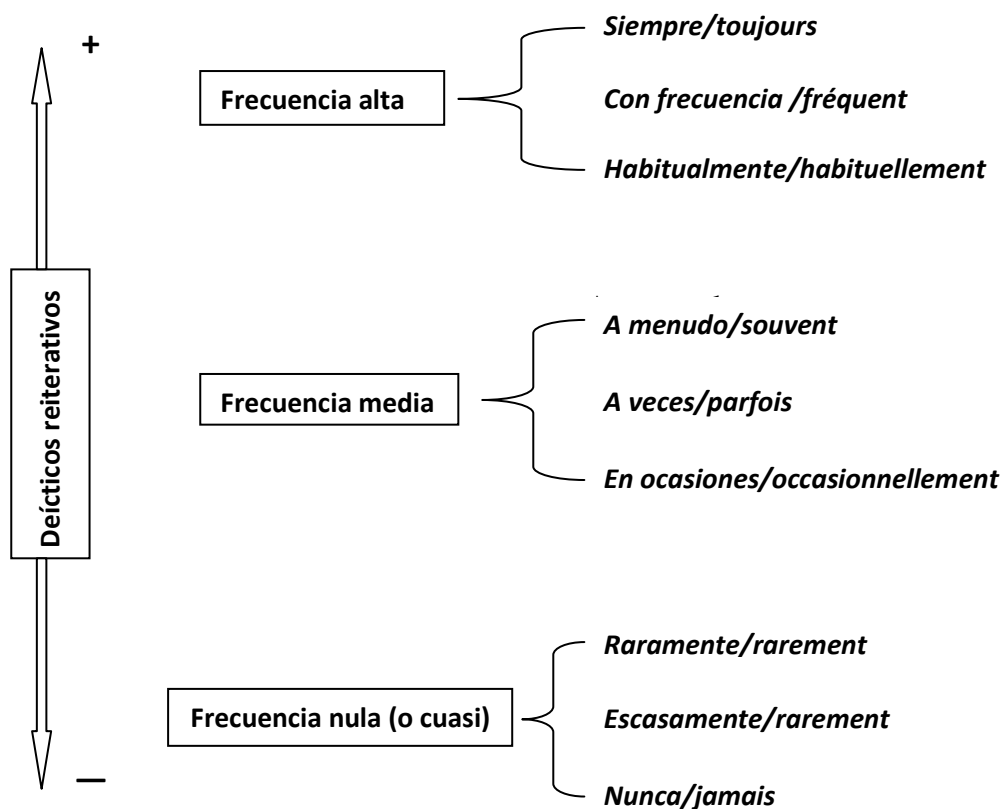 +
Siempre/toujours
Frecuencia alta
Con frecuencia /fréquent
Habitualmente/habituellement
Deícticos reiterativos
A menudo/souvent
Frecuencia media
A veces/parfois
En ocasiones/occasionnellement
Raramente/rarement
Frecuencia nula (o cuasi)
Escasamente/rarement
—
Nunca/jamais